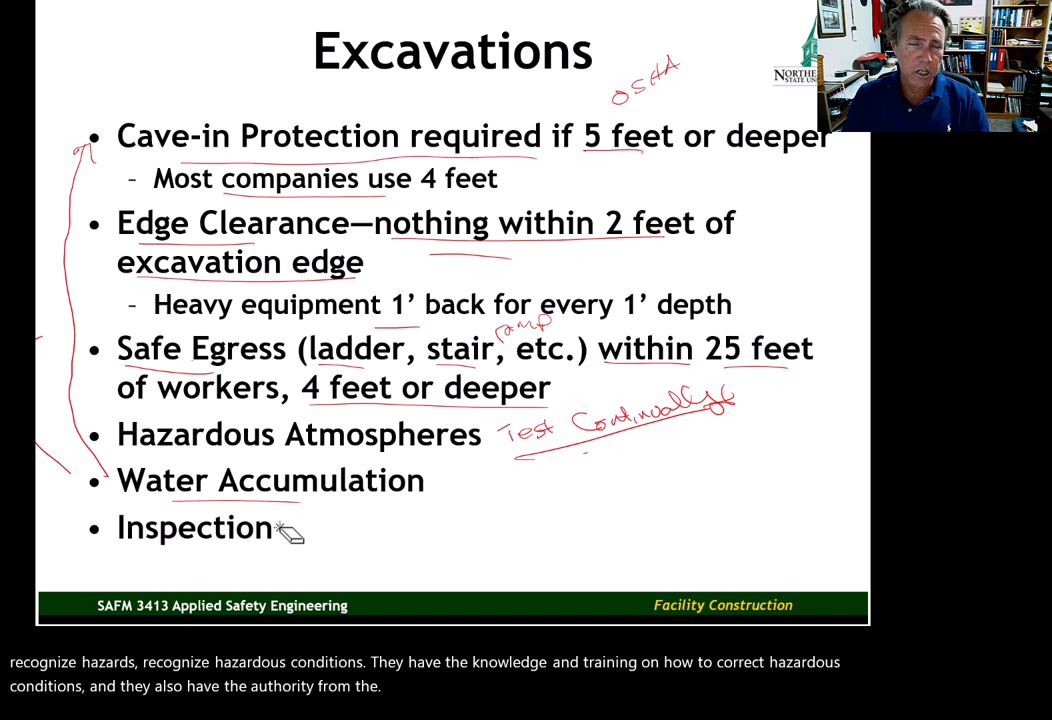 Excavations
NORTHE
STATE UNI
OSHA
• Cave-in Protection required if 5 feet or deeper
- Most companies use 4 feet
• Edge Clearance—nothing within 2 feet of
excavation edge
- Heavy equipment 1’ back for every 1’ depth
ramp
• Safe Egress (ladder, stair, etc.) within 25 feet
of workers, 4 feet or deeper
• Hazardous Atmospheres Test Continually
• Water Accumulation
• Inspection
SAFM 3413 Applied Safety Engineering Facility Construction
recognize hazards, recognize hazardous conditions. They have the knowledge and training on how to correct hazardous
conditions, and they also have the authority from the.